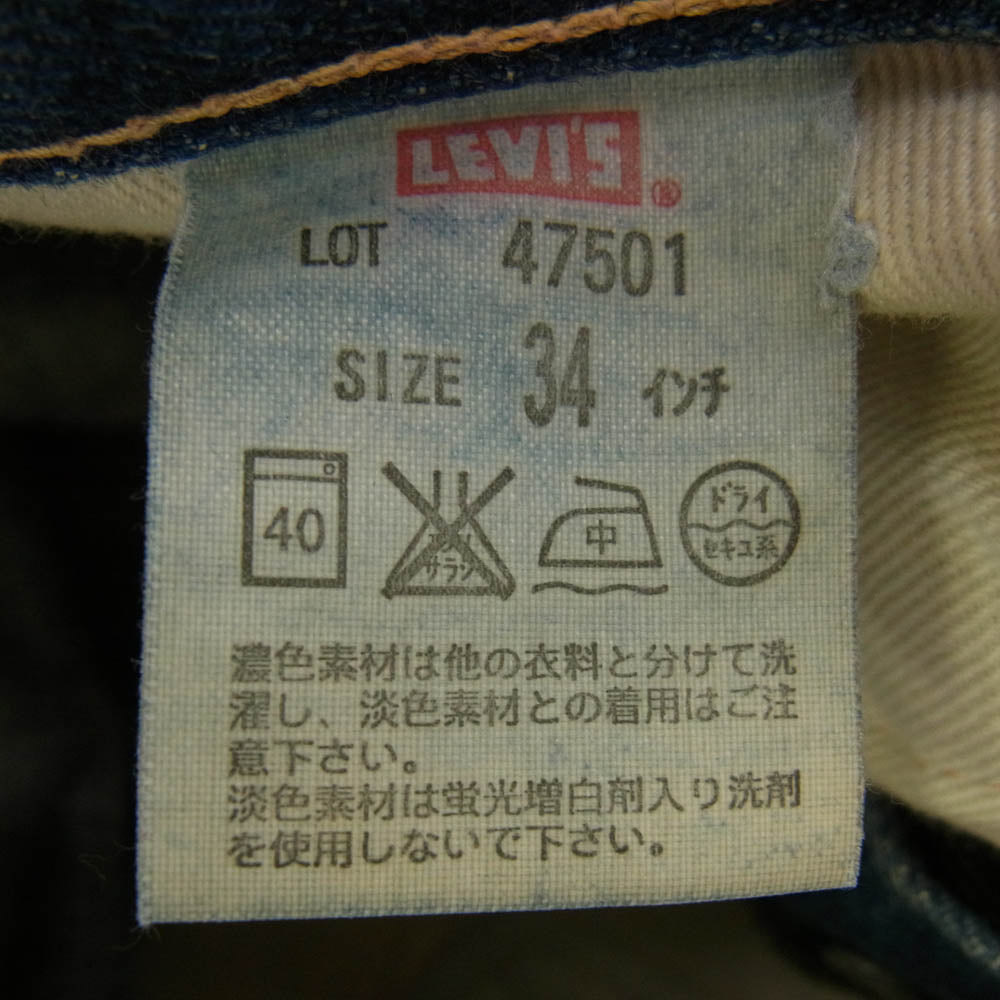 LEVI'S ®
LOT 47501
SIZE 34 インチ
40
エンソ
サラシ
中
ドライ
セキユ系
濃色素材は他の衣料と分けて洗
濯し、淡色素材との着用はご注
意下さい。
淡色素材は蛍光増白剤入り洗剤
を使用しないで下さい。